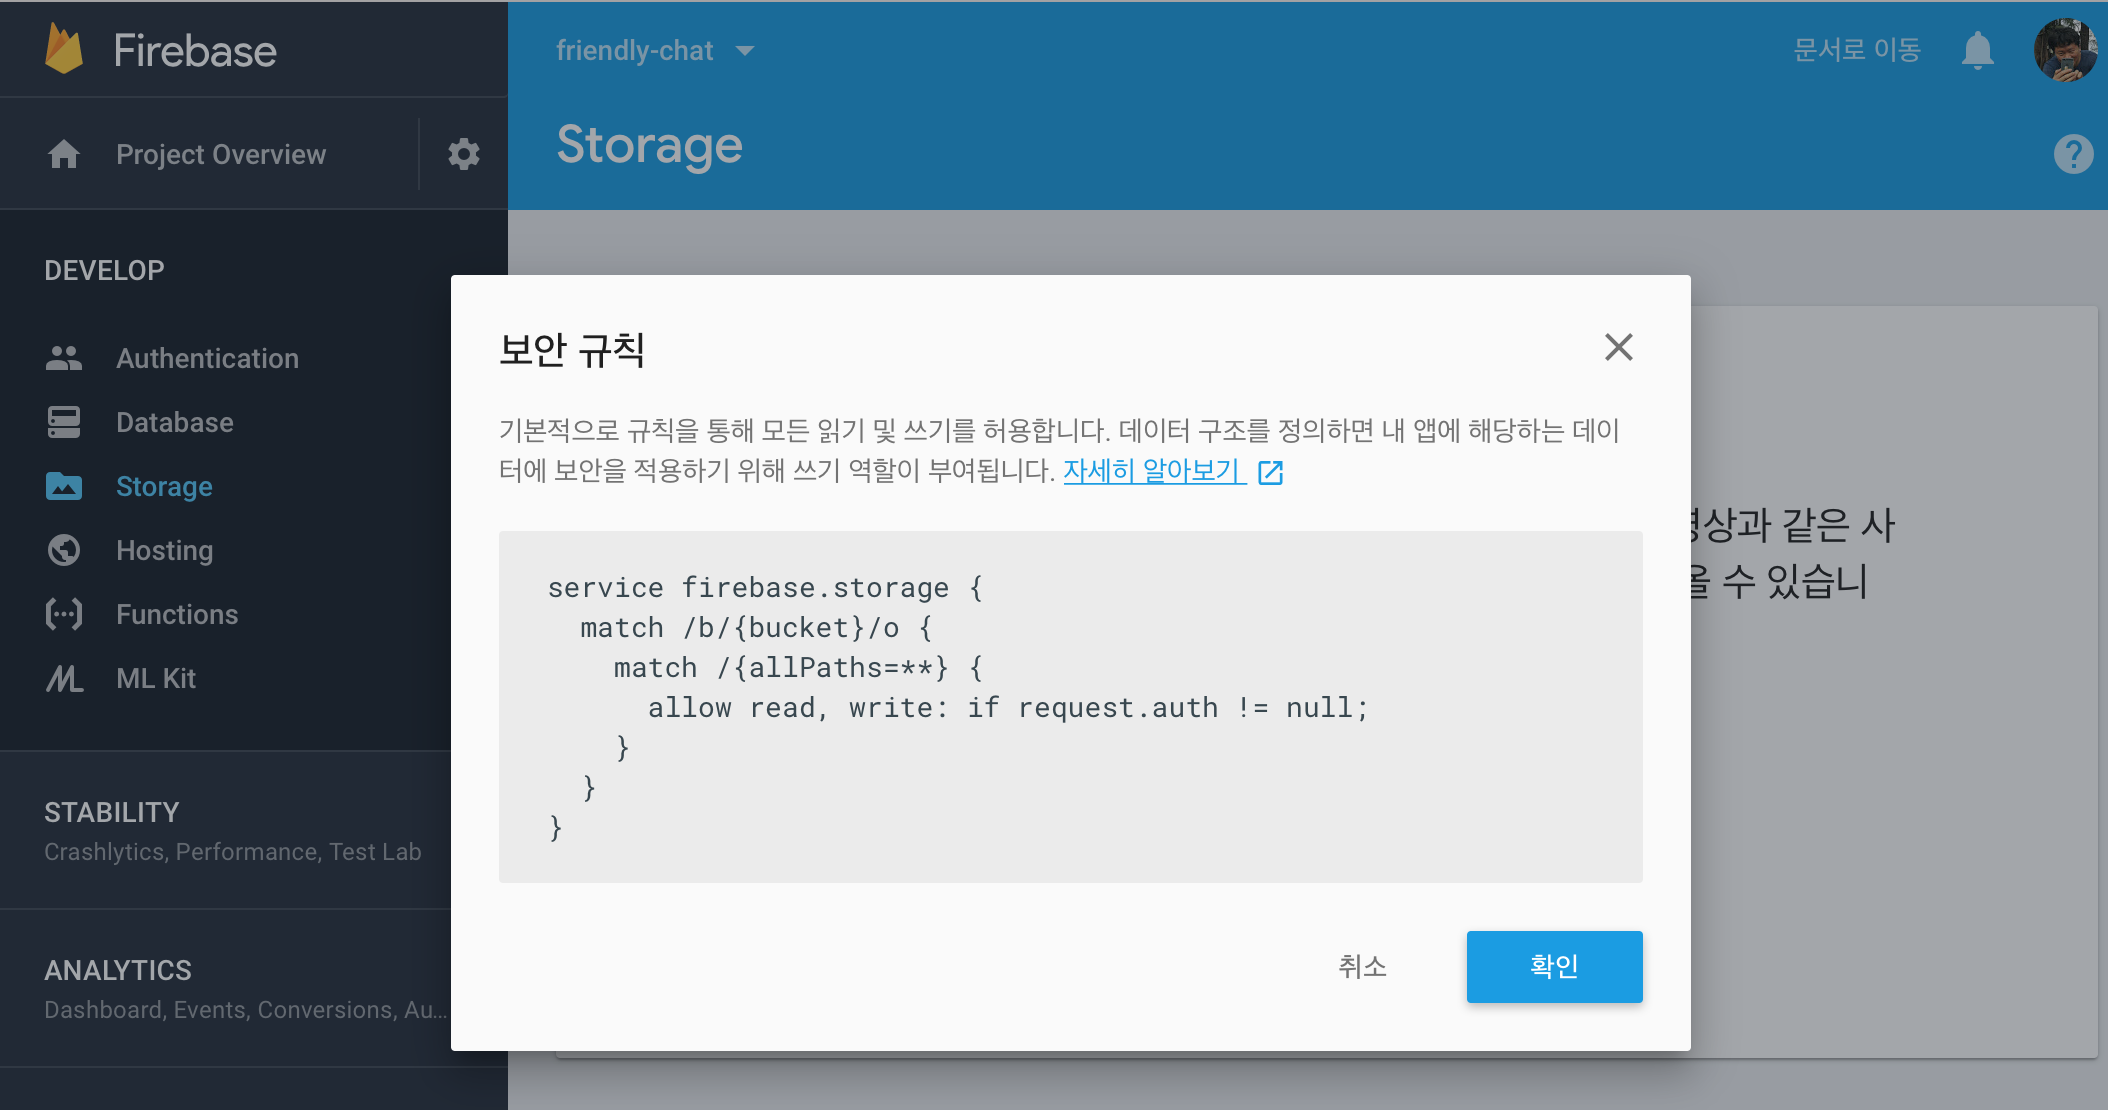 Firebase
friendly-chat
문서로 이동
Project Overview
Storage
DEVELOP
Authentication
Database
Storage
Hosting
Functions
ML Kit
STABILITY
Crashlytics, Performance, Test Lab
ANALYTICS
Dashboard, Events, Conversions, Au...
보안 규칙
기본적으로 규칙을 통해 모든 읽기 및 쓰기를 허용합니다. 데이터 구조를 정의하면 내 앱에 해당하는 데이
터에 보안을 적용하기 위해 쓰기 역할이 부여됩니다. 자세히 알아보기
service firebase.storage {
match /b/{bucket}/o {
match /{allPaths=**} {
allow read, write: if request.auth != null;
}
}
}
취소
확인
같은 사
수 있습니